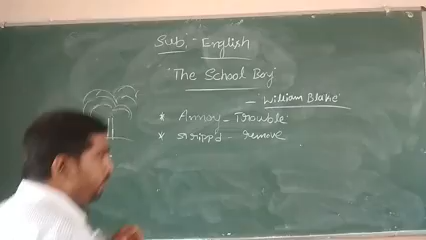 Sub:- English
"The School Boy"
- William Blake
* Annoy - Trouble
* stripp'd - remove